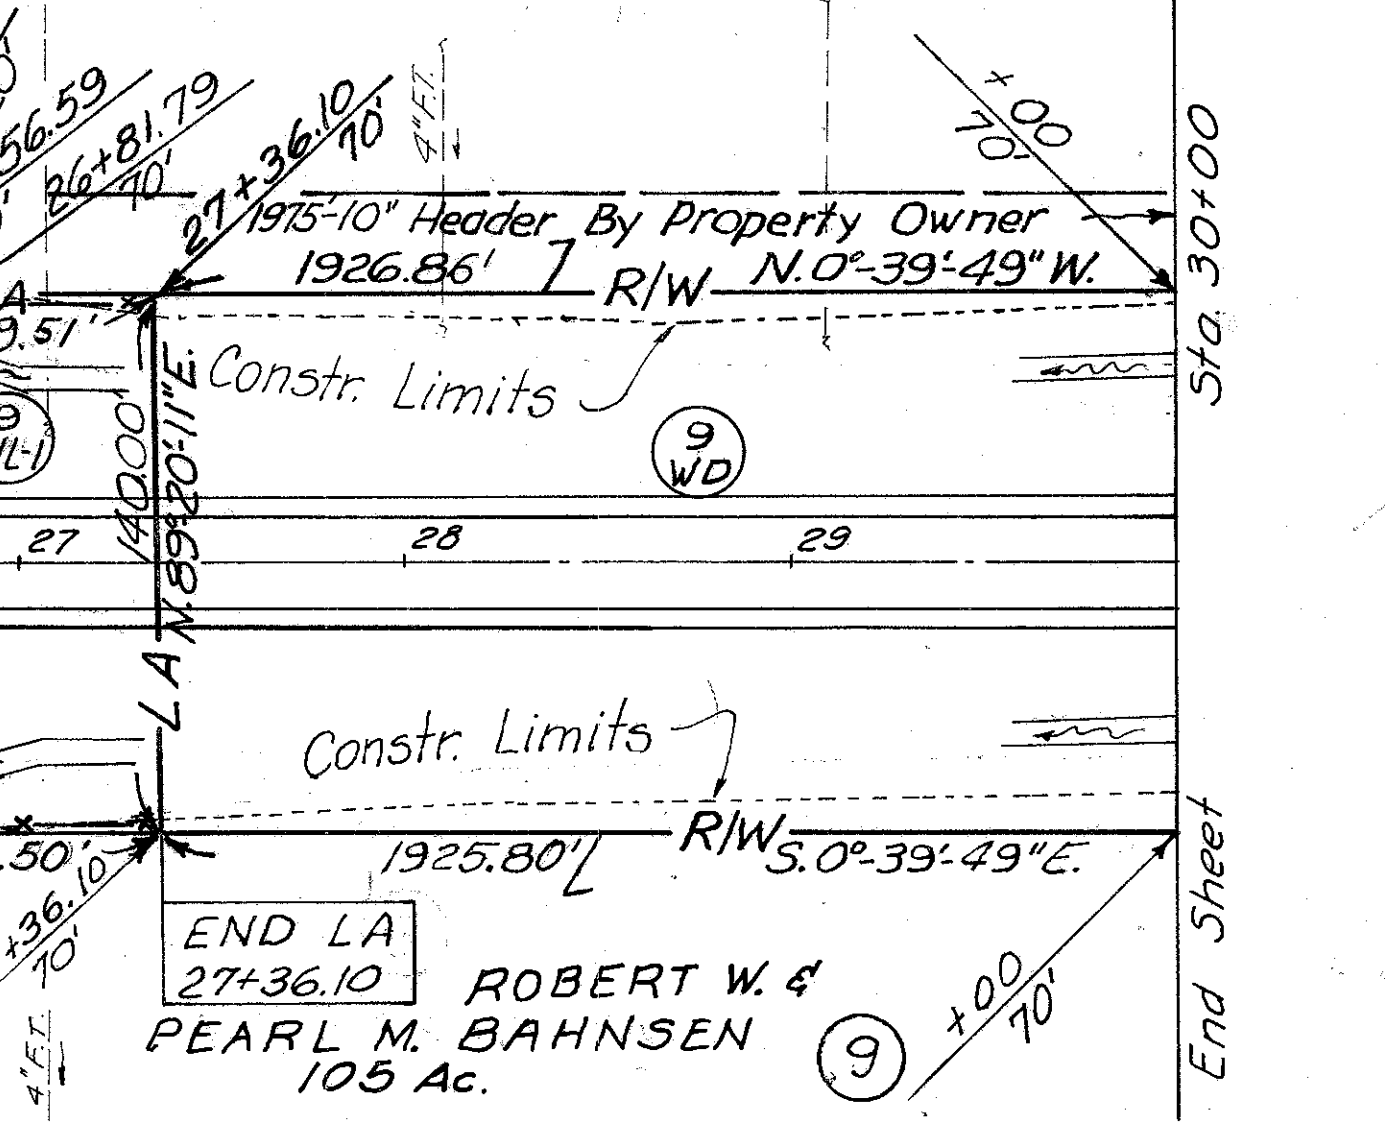 56.59
26+81.79
70'
27+36.10
70'
4"F.T.
+00
70'
Sta. 30+00
1975'-10" Header By Property Owner
1926.86'
R/W
N.0°-39'-49"W.
A
9.51'
Constr. Limits
9
WD
140.00'
N.89°-20'-11"E.
27
28
29
LA
Constr. Limits
R/W
.50'
1925.80'
S.0°-39'-49"E.
+36.10
70'
END LA
27+36.10
ROBERT W. &
PEARL M. BAHNSEN
105 Ac.
9
+00
70'
End Sheet
4"F.T.